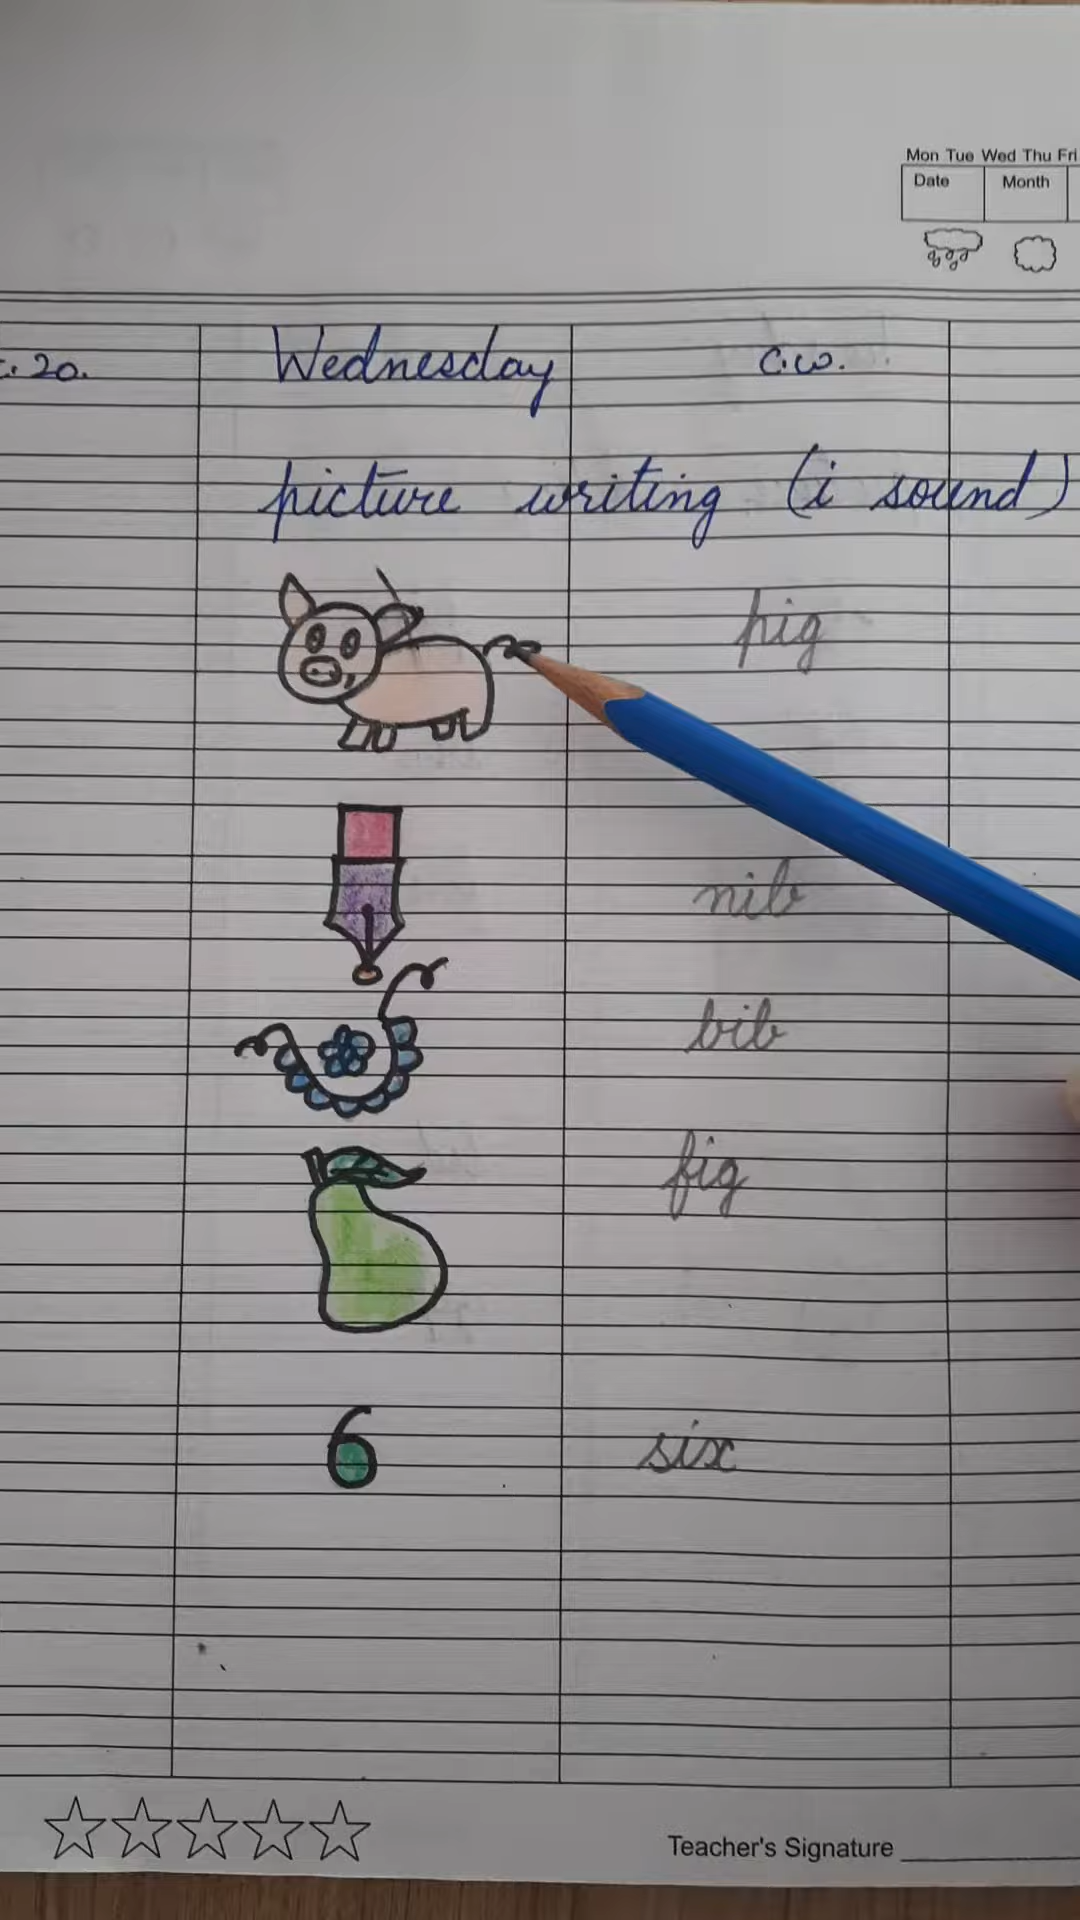 Mon Tue Wed Thu Fri
Date Month
. 20. Wednesday c.w.
picture writing (i sound)
pig
nib
bib
fig
6 six
Teacher's Signature